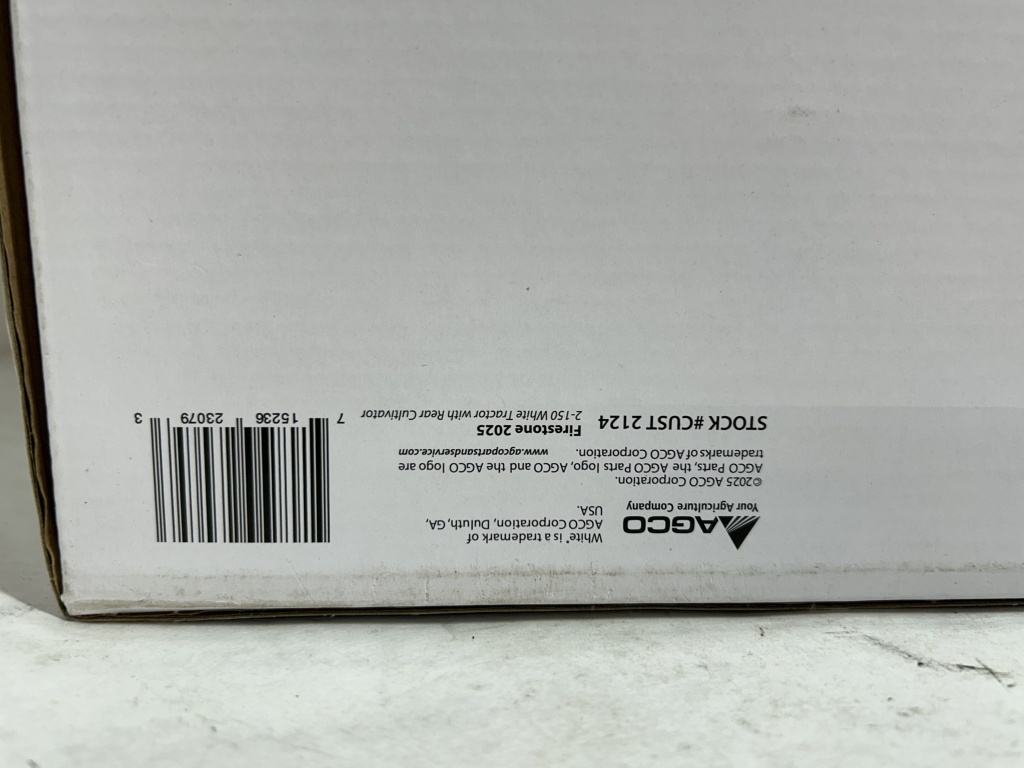 AGCO
Your Agriculture Company
White® is a trademark of
AGCO Corporation, Duluth, GA,
USA.
©2025 AGCO Corporation.
AGCO Parts, the AGCO Parts logo, AGCO and the AGCO logo are
trademarks of AGCO Corporation. www.agcopartsandservice.com
STOCK #CUST 2124
Firestone 2025
2-150 White Tractor with Rear Cultivator
7 15236 23079 3